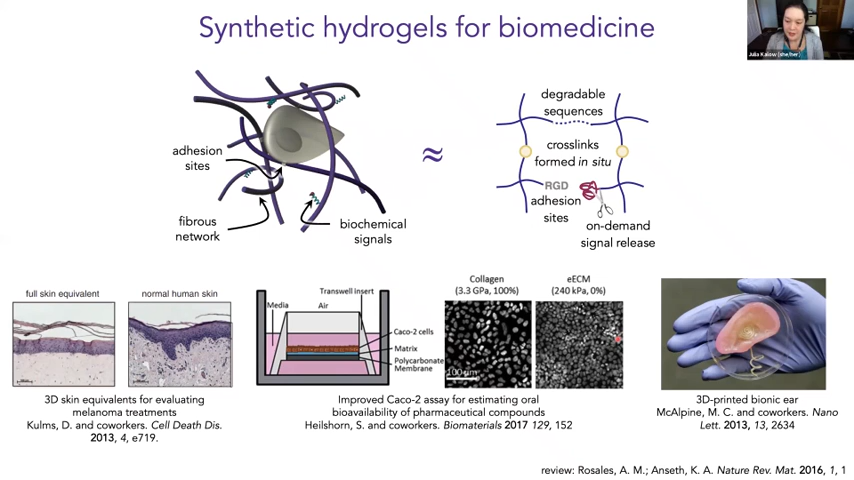 Synthetic hydrogels for biomedicine
Julia Kalow (she/her)
adhesion
sites
fibrous
network
biochemical
signals
≈
degradable
sequences
crosslinks
formed in situ
RGD
adhesion
sites
on-demand
signal release
full skin equivalent
normal human skin
3D skin equivalents for evaluating
melanoma treatments
Kulms, D. and coworkers. Cell Death Dis.
2013, 4, e719.
Media
Air
Transwell insert
Caco-2 cells
Matrix
Polycarbonate
Membrane
Collagen
(3.3 GPa, 100%)
eECM
(240 kPa, 0%)
100 μm
Improved Caco-2 assay for estimating oral
bioavailability of pharmaceutical compounds
Heilshorn, S. and coworkers. Biomaterials 2017 129, 152
3D-printed bionic ear
McAlpine, M. C. and coworkers. Nano
Lett. 2013, 13, 2634
review: Rosales, A. M.; Anseth, K. A. Nature Rev. Mat. 2016, 1, 1